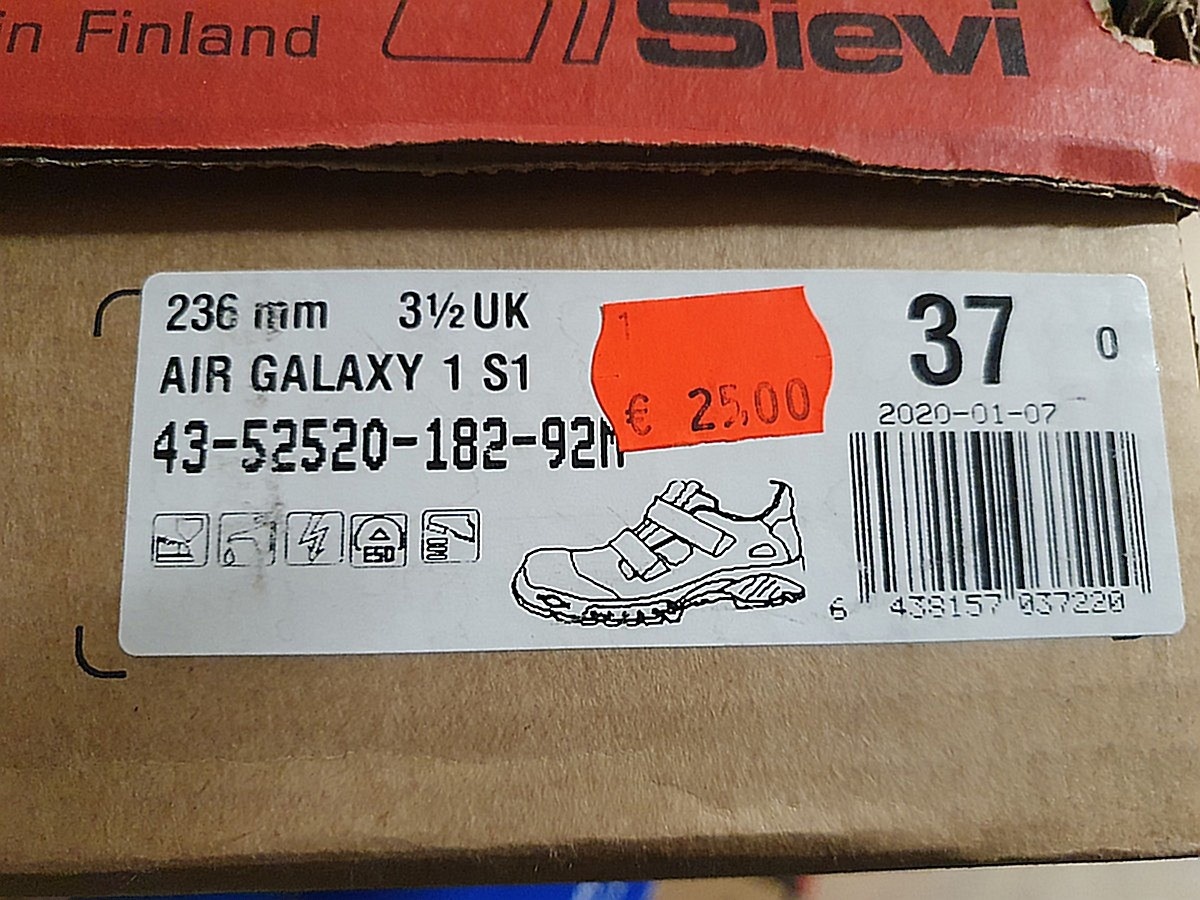 in Finland
Sievi
236 mm 3½ UK
AIR GALAXY 1 S1
43-52520-182-92M
ESD
1
€ 25,00
37 0
2020-01-07
6 438157 037220